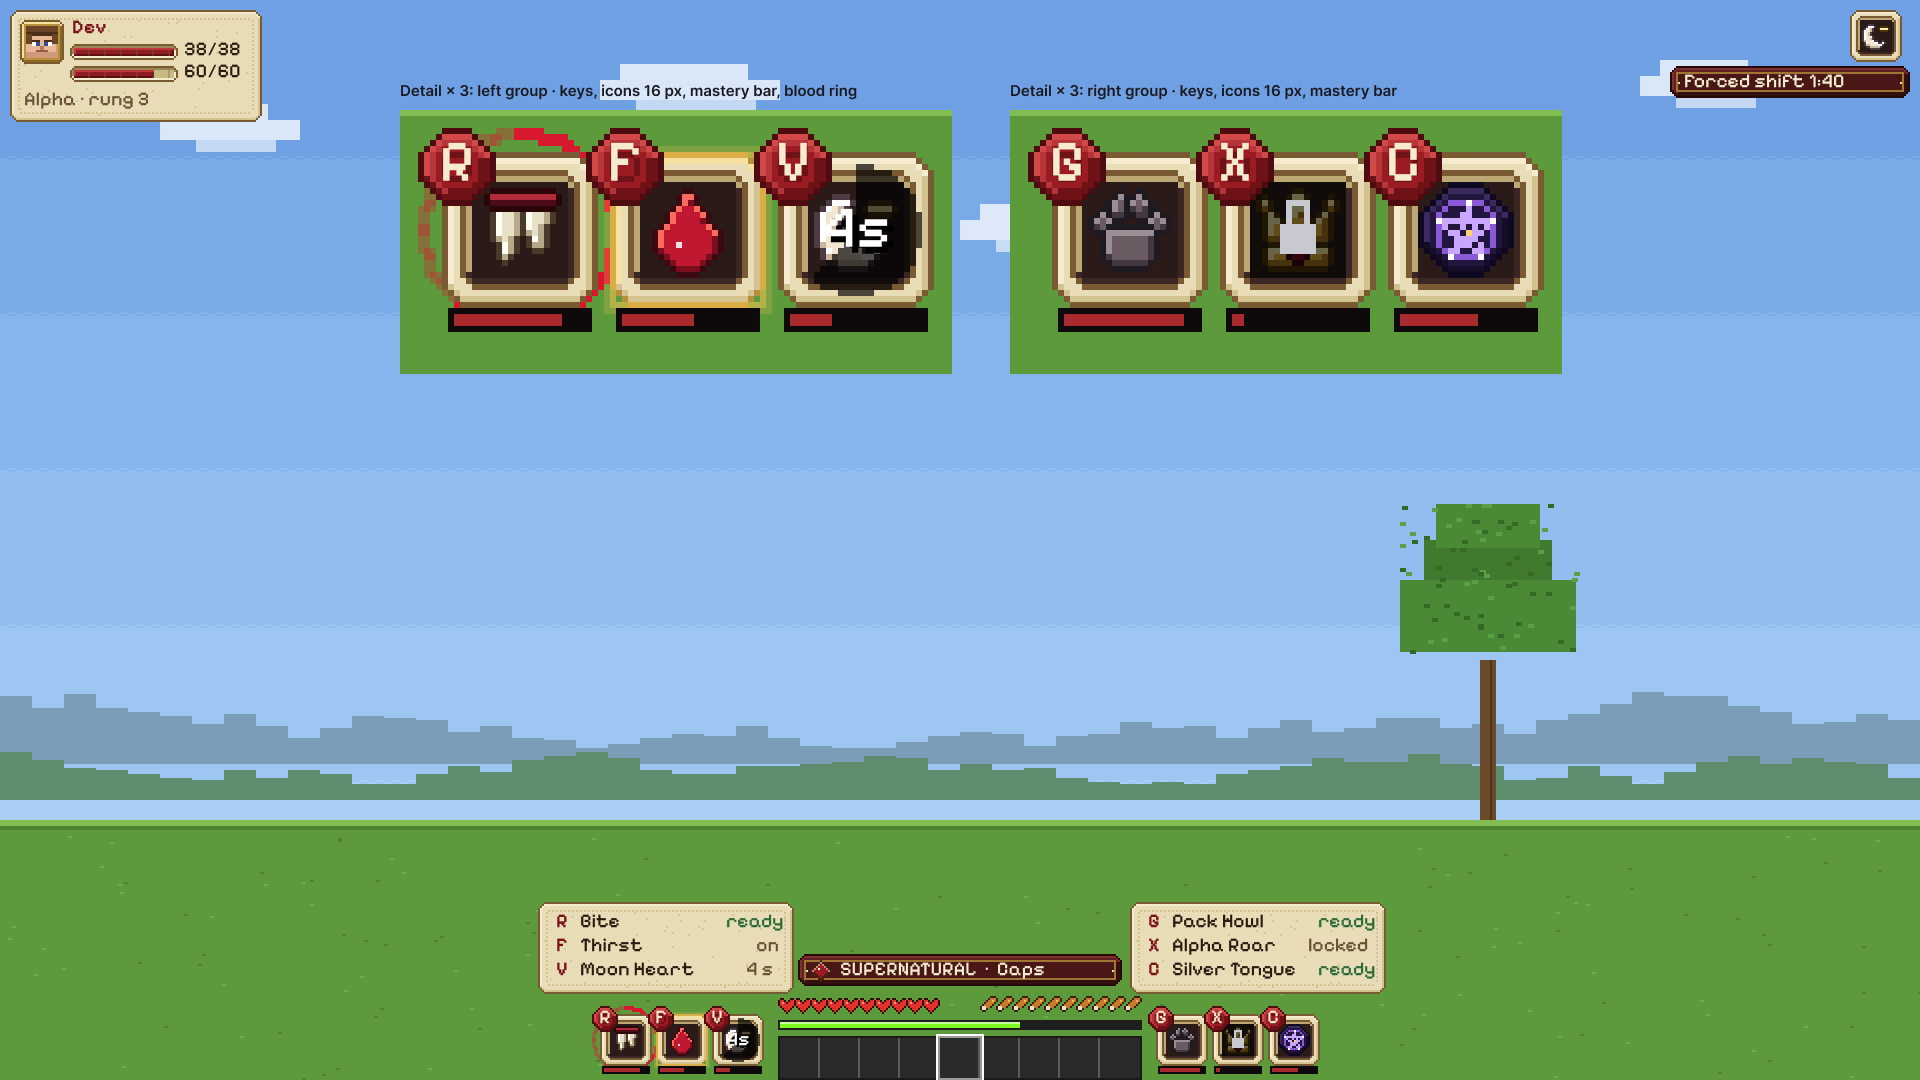 Dev
38/38
60/60
Alpha · rung 3
Forced shift 1:40
Detail × 3: left group · keys, icons 16 px, mastery bar, blood ring
Detail × 3: right group · keys, icons 16 px, mastery bar
R F V
4s
G X C
R Bite ready
F Thirst on
V Moon Heart 4 s
SUPERNATURAL · Caps
G Pack Howl ready
X Alpha Roar locked
C Silver Tongue ready
R F V
4s
G X C